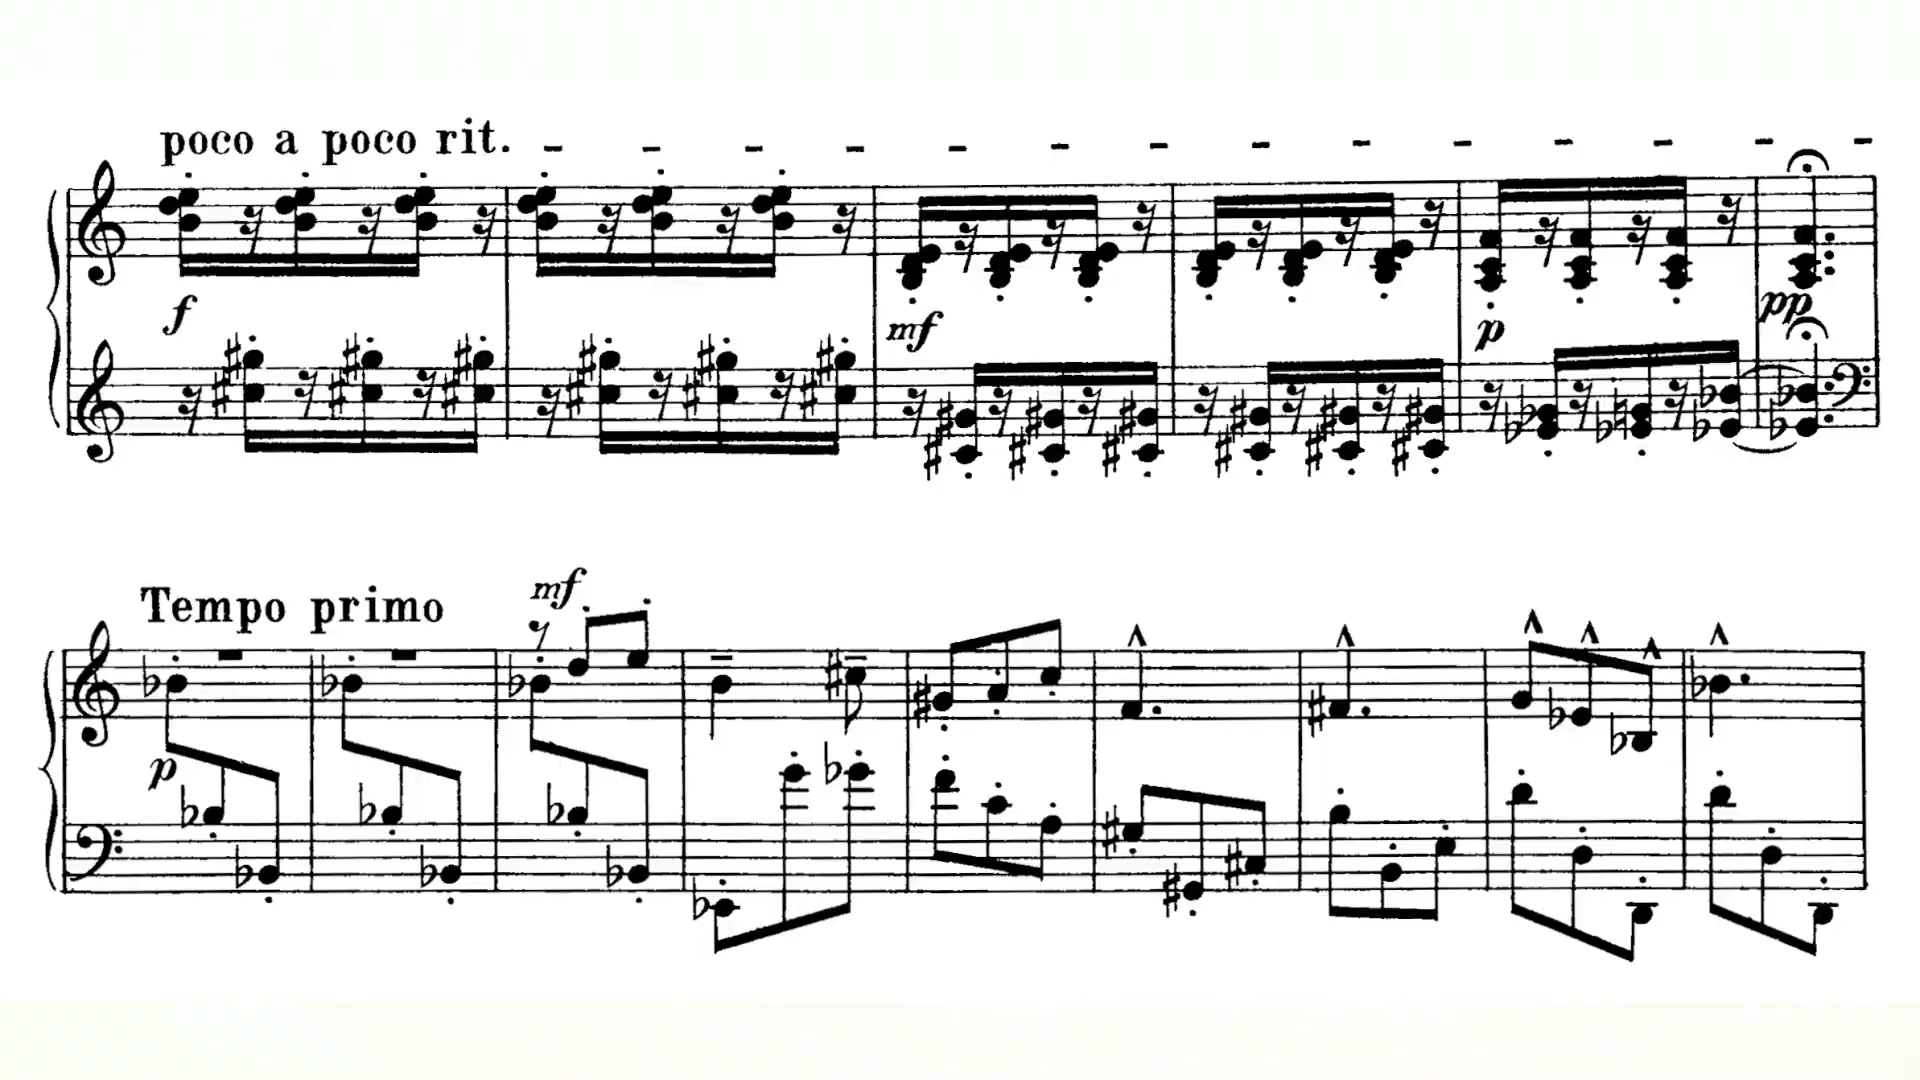 poco a poco rit.
f
mf
p
pp
Tempo primo
mf
p